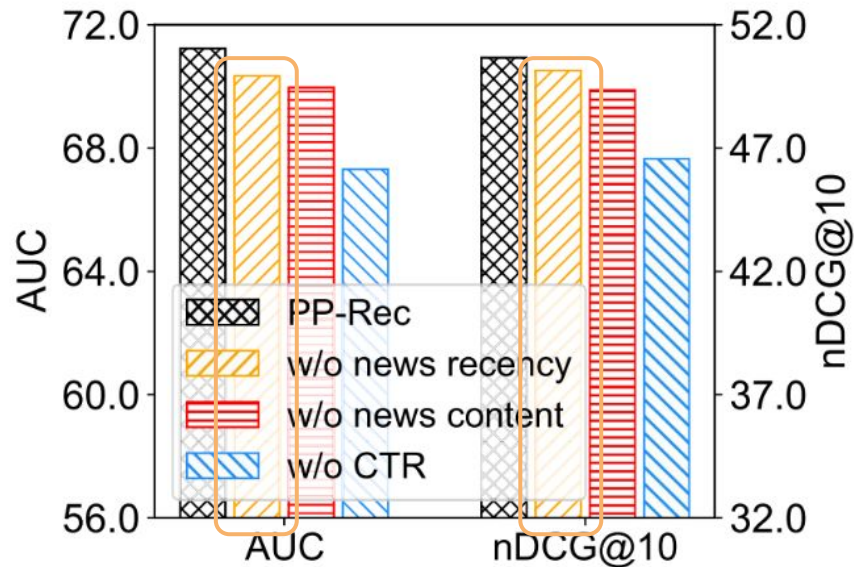 72.0
68.0
64.0
60.0
56.0
AUC
52.0
47.0
42.0
37.0
32.0
nDCG@10
PP-Rec
w/o news recency
w/o news content
w/o CTR
AUC
nDCG@10